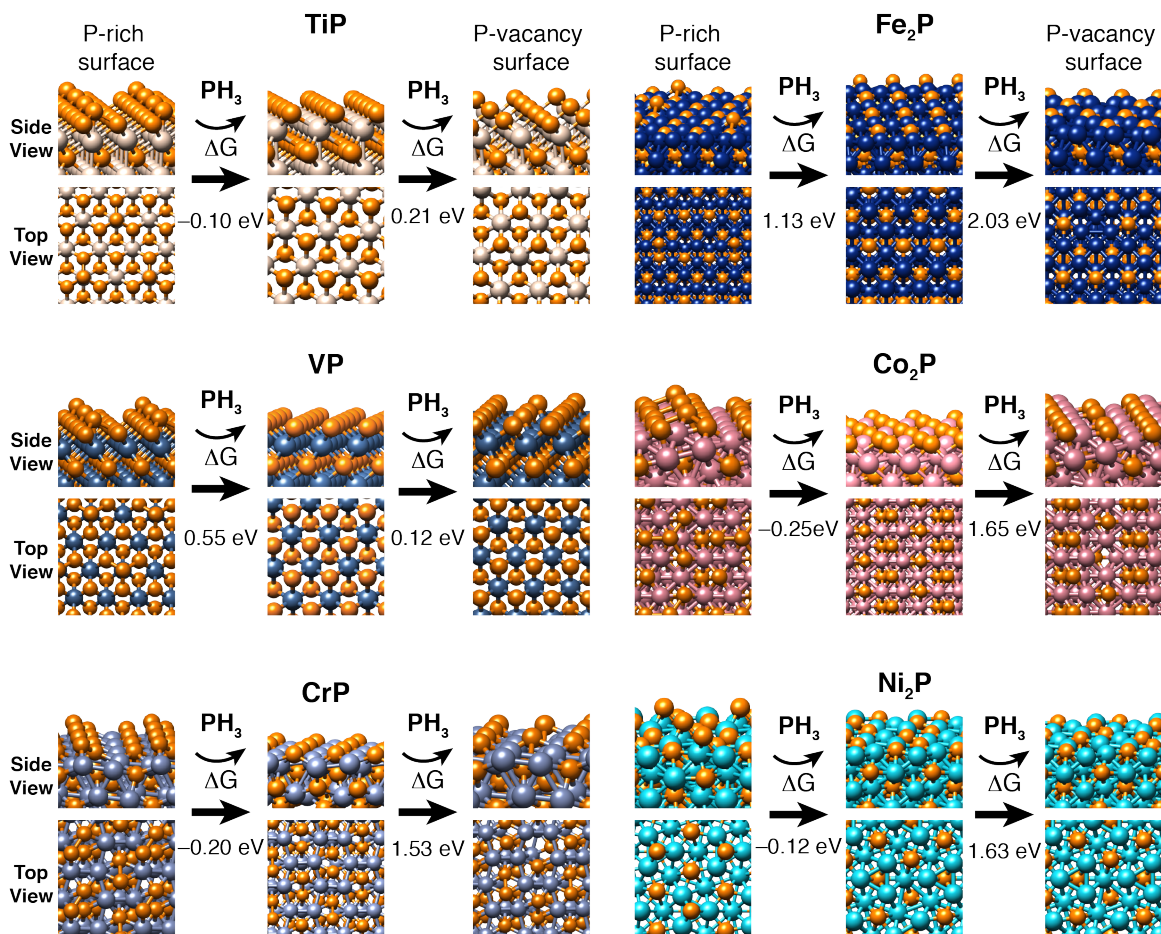 TiP
P-rich
surface
P-vacancy
surface
Side
View
PH₃
ΔG
PH₃
ΔG
Top
View
−0.10 eV
0.21 eV
Fe₂P
P-rich
surface
P-vacancy
surface
PH₃
ΔG
PH₃
ΔG
1.13 eV
2.03 eV
VP
Side
View
PH₃
ΔG
PH₃
ΔG
Top
View
0.55 eV
0.12 eV
Co₂P
PH₃
ΔG
PH₃
ΔG
−0.25eV
1.65 eV
CrP
Side
View
PH₃
ΔG
PH₃
ΔG
Top
View
−0.20 eV
1.53 eV
Ni₂P
PH₃
ΔG
PH₃
ΔG
−0.12 eV
1.63 eV